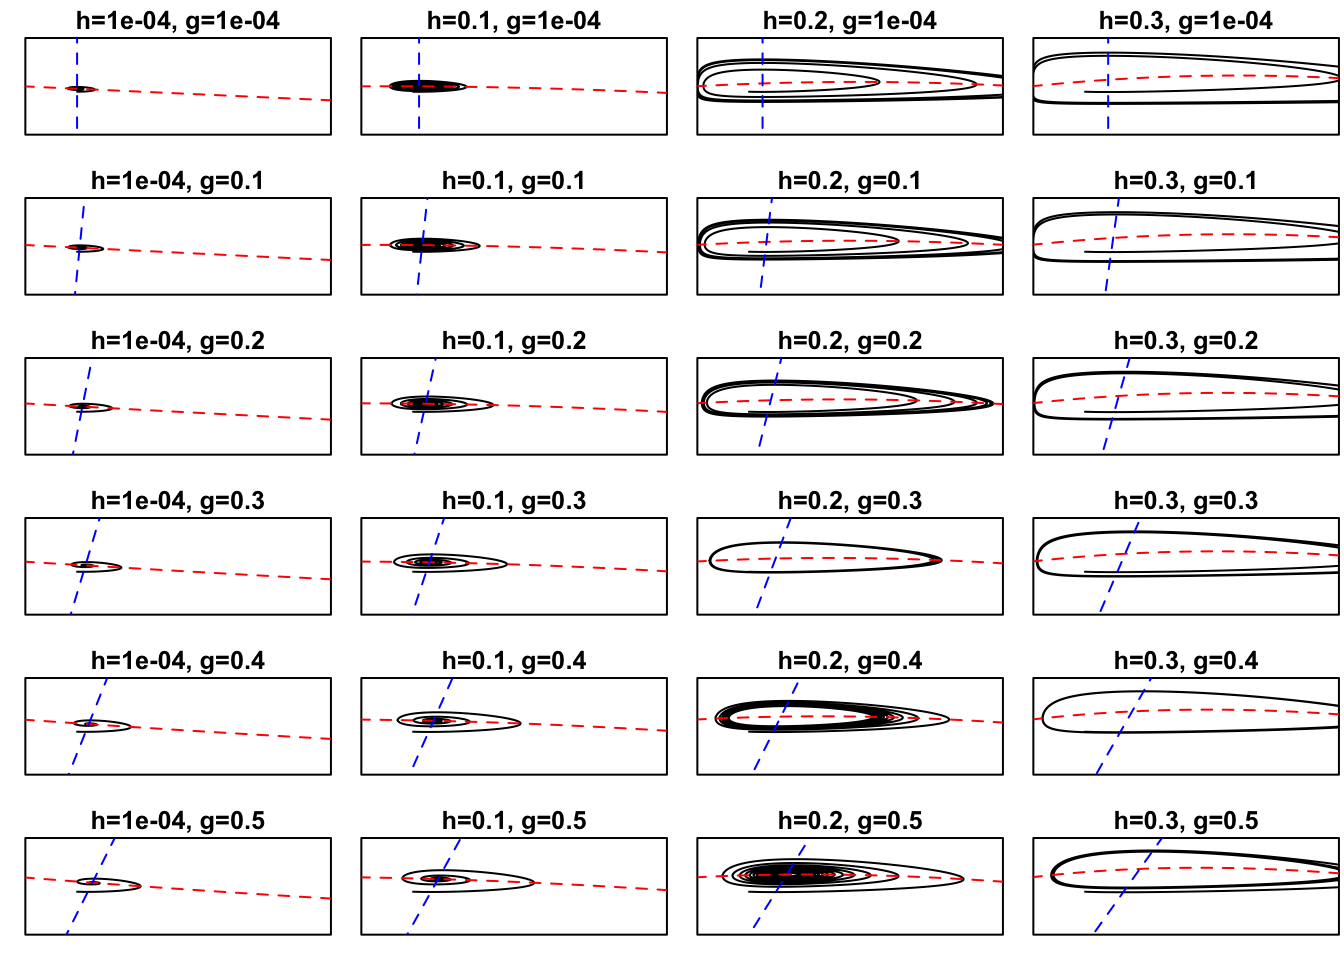 h=1e-04, g=1e-04
h=0.1, g=1e-04
h=0.2, g=1e-04
h=0.3, g=1e-04
h=1e-04, g=0.1
h=0.1, g=0.1
h=0.2, g=0.1
h=0.3, g=0.1
h=1e-04, g=0.2
h=0.1, g=0.2
h=0.2, g=0.2
h=0.3, g=0.2
h=1e-04, g=0.3
h=0.1, g=0.3
h=0.2, g=0.3
h=0.3, g=0.3
h=1e-04, g=0.4
h=0.1, g=0.4
h=0.2, g=0.4
h=0.3, g=0.4
h=1e-04, g=0.5
h=0.1, g=0.5
h=0.2, g=0.5
h=0.3, g=0.5